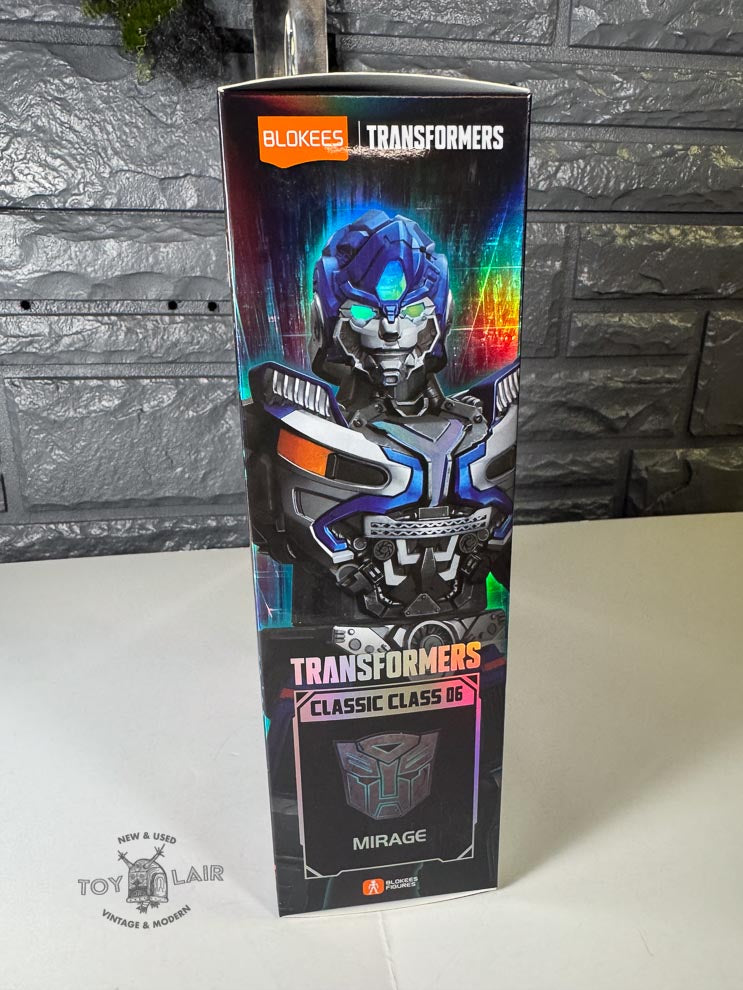 BLOKEES | TRANSFORMERS
TRANSFORMERS
CLASSIC CLASS 06
MIRAGE
BLOKEES
FIGURES
NEW & USED
TOY LAIR
VINTAGE & MODERN